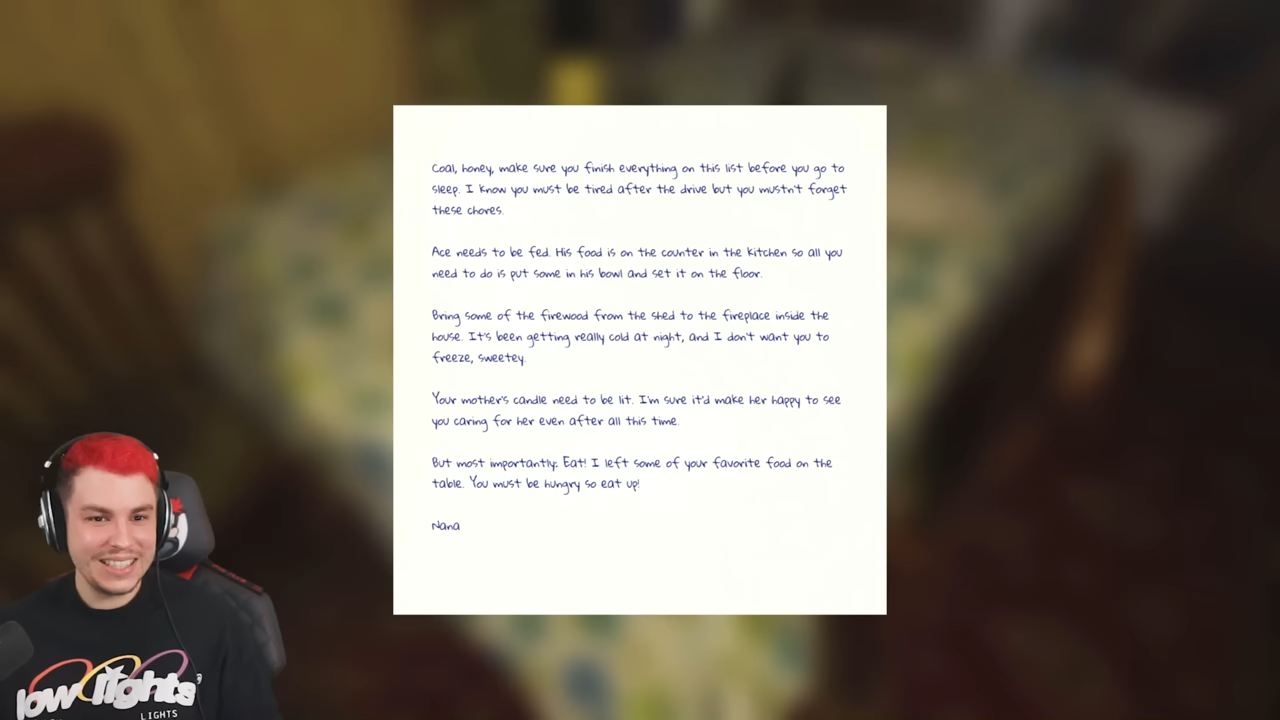 Coal, honey, make sure you finish everything on this list before you go to
sleep. I know you must be tired after the drive but you mustn't forget
these chores.
Ace needs to be fed. His food is on the counter in the kitchen so all you
need to do is put some in his bowl and set it on the floor.
Bring some of the firewood from the shed to the fireplace inside the
house. It's been getting really cold at night, and I don't want you to
freeze, sweetey.
Your mother's candle need to be lit. I'm sure it'd make her happy to see
you caring for her even after all this time.
But most importantly: Eat! I left some of your favorite food on the
table. You must be hungry so eat up!
Nana
low lights
LIGHTS